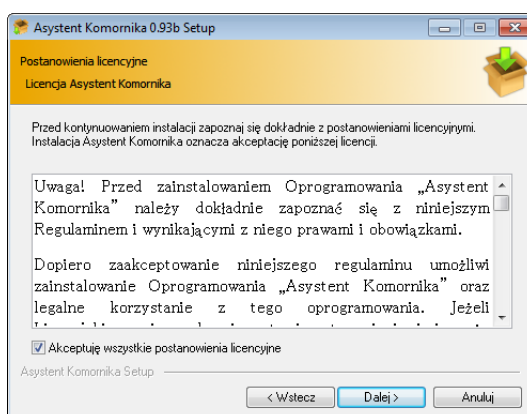 Asystent Komornika 0.93b Setup
Postanowienia licencyjne
Licencja Asystent Komornika
Przed kontynuowaniem instalacji zapoznaj się dokładnie z postanowieniami licencyjnymi.
Instalacja Asystent Komornika oznacza akceptację poniższej licencji.
Uwaga! Przed zainstalowaniem Oprogramowania „Asystent
Komornika” należy dokładnie zapoznać się z niniejszym
Regulaminem i wynikającymi z niego prawami i obowiązkami.
Dopiero zaakceptowanie niniejszego regulaminu umożliwi
zainstalowanie Oprogramowania „Asystent Komornika” oraz
legalne korzystanie z tego oprogramowania. Jeżeli
Akceptuję wszystkie postanowienia licencyjne
Asystent Komornika Setup
< Wstecz
Dalej >
Anuluj